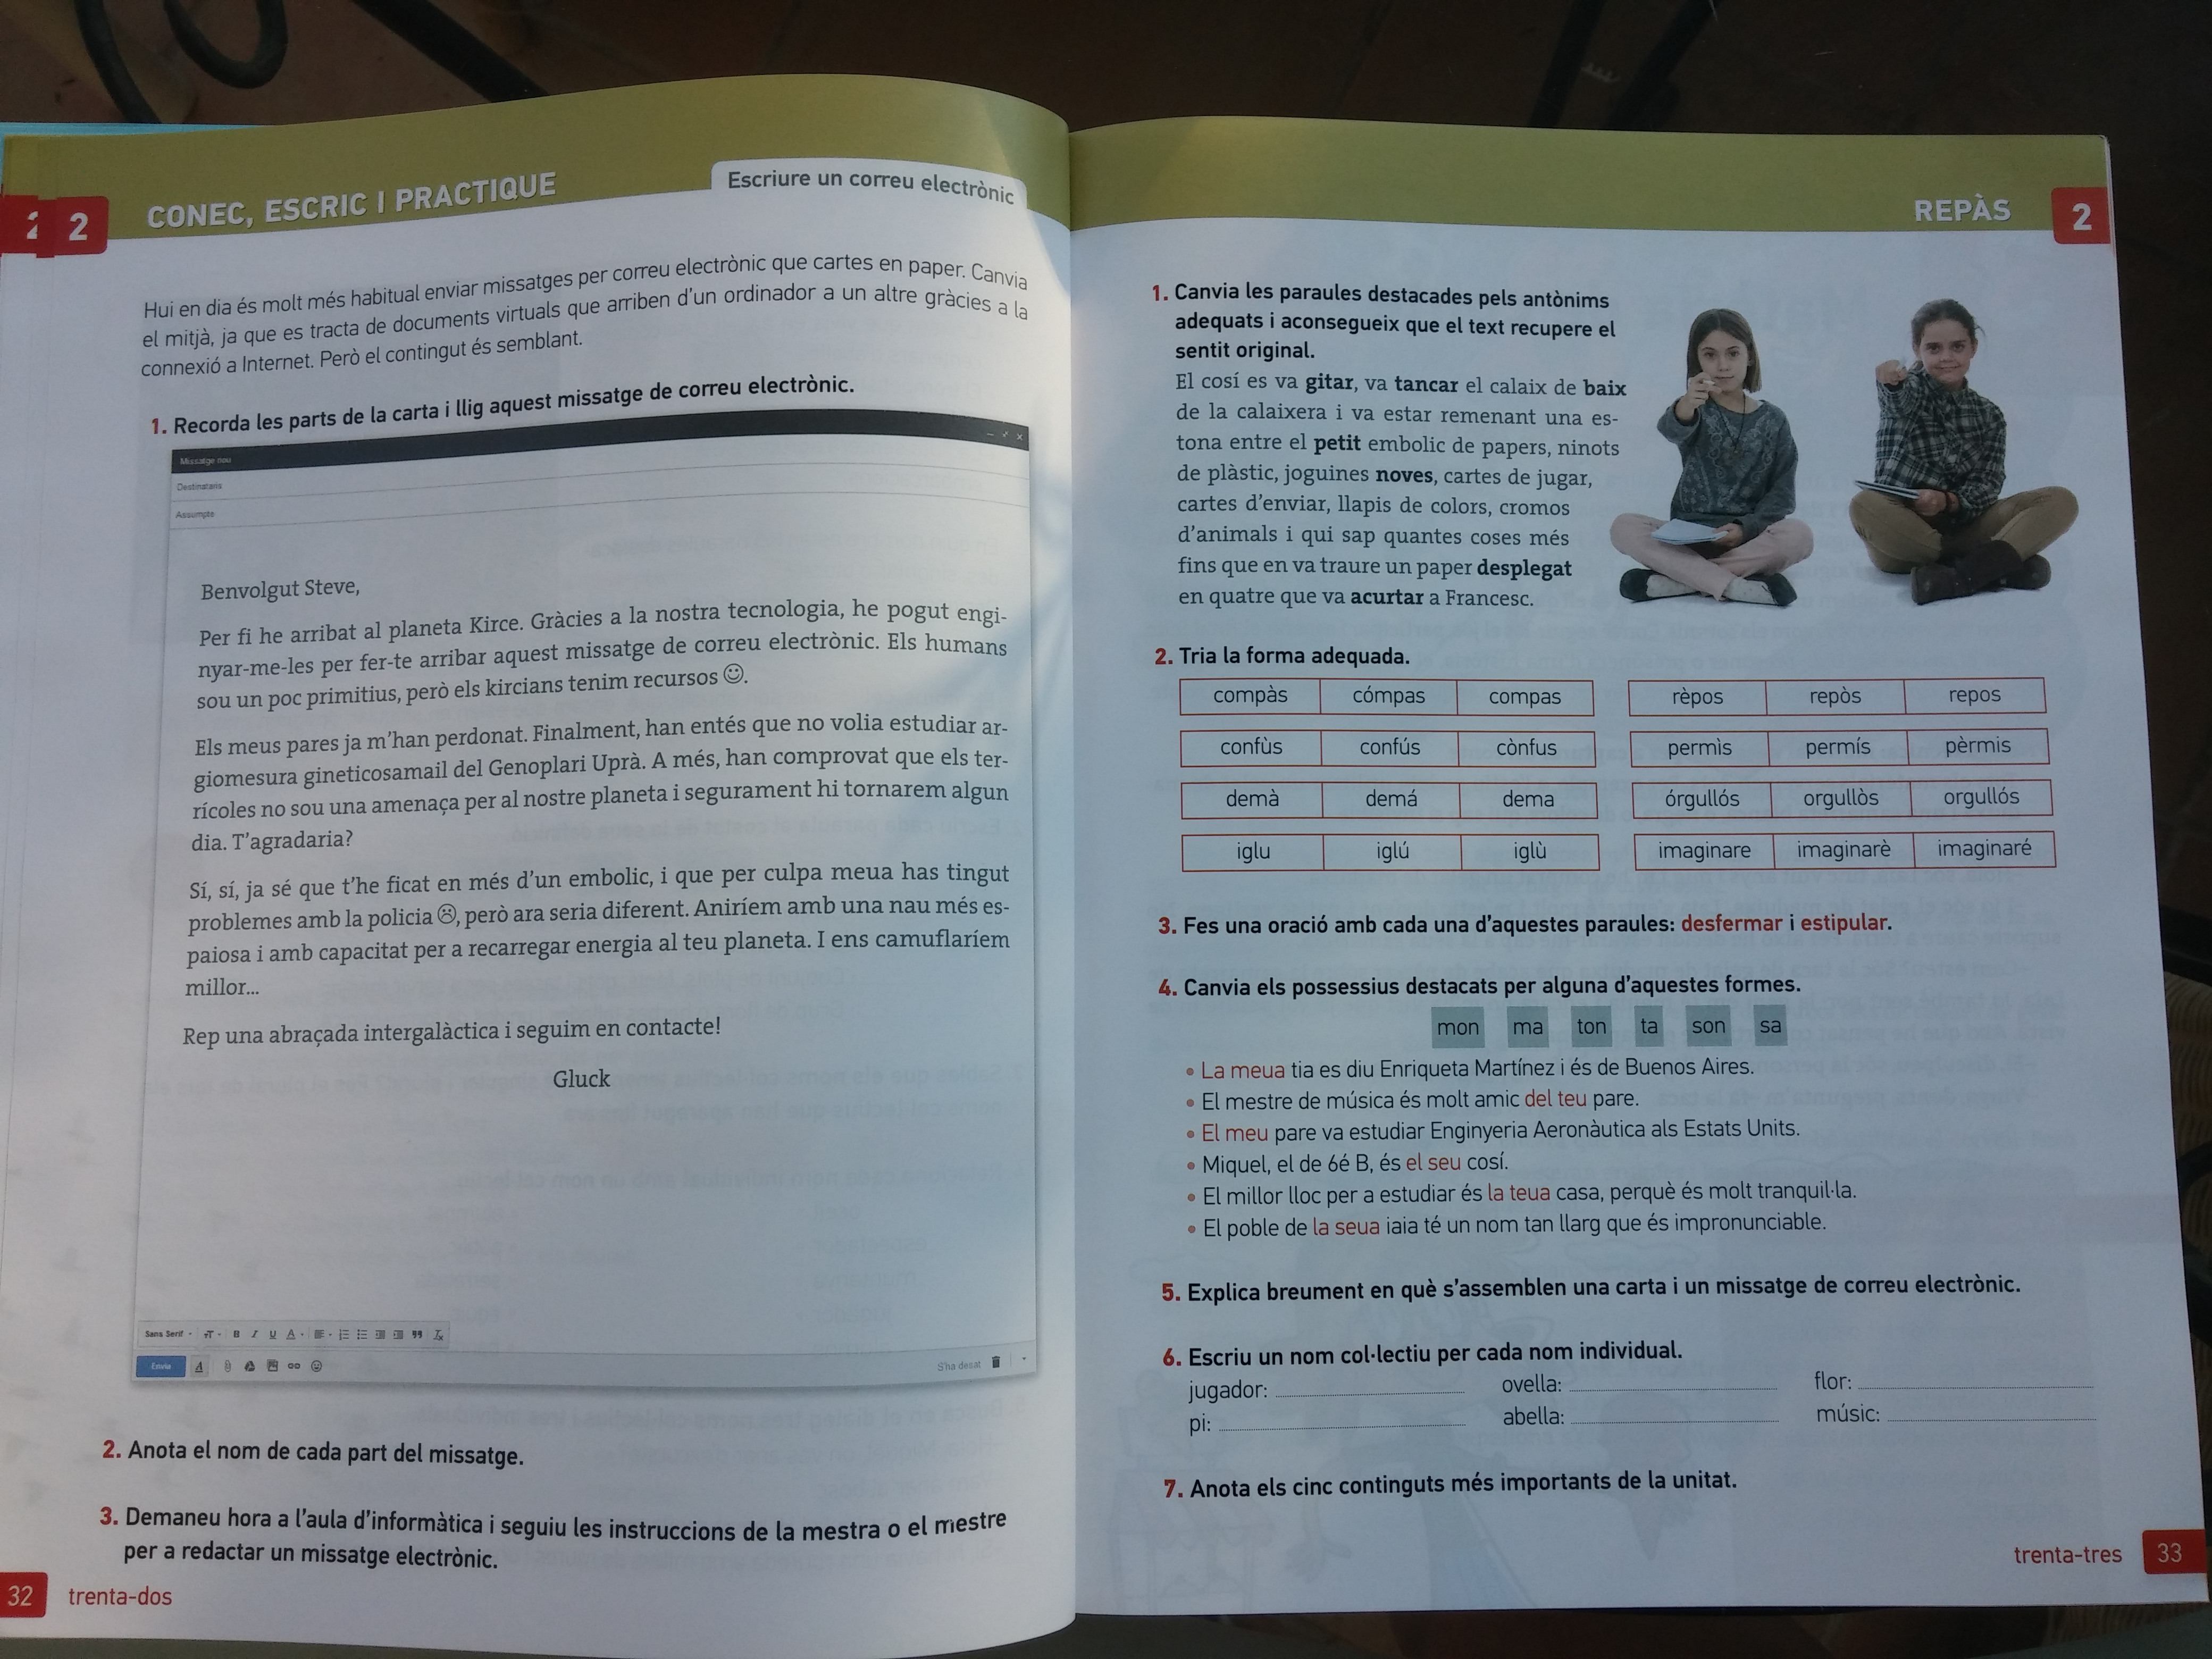 2
2
CONEC, ESCRIC I PRACTIQUE
Escriure un correu electrònic
Hui en dia és molt més habitual enviar missatges per correu electrònic que cartes en paper. Canvia
el mitjà, ja que es tracta de documents virtuals que arriben d'un ordinador a un altre gràcies a la
connexió a Internet. Però el contingut és semblant.
1. Recorda les parts de la carta i llig aquest missatge de correu electrònic.
Missatge nou
Destinataris
Assumpte
Benvolgut Steve,
Per fi he arribat al planeta Kirce. Gràcies a la nostra tecnologia, he pogut engi-
nyar-me-les per fer-te arribar aquest missatge de correu electrònic. Els humans
sou un poc primitius, però els kircians tenim recursos ☺.
Els meus pares ja m'han perdonat. Finalment, han entés que no volia estudiar ar-
giomesura gineticosamail del Genoplari Uprà. A més, han comprovat que els ter-
rícoles no sou una amenaça per al nostre planeta i segurament hi tornarem algun
dia. T'agradaria?
Sí, sí, ja sé que t'he ficat en més d'un embolic, i que per culpa meua has tingut
problemes amb la policia ☹, però ara seria diferent. Aniríem amb una nau més es-
paiosa i amb capacitat per a recarregar energia al teu planeta. I ens camuflaríem
millor...
Rep una abraçada intergalàctica i seguim en contacte!
Gluck
Sans Serif
Envia
S'ha desat
2. Anota el nom de cada part del missatge.
3. Demaneu hora a l'aula d'informàtica i seguiu les instruccions de la mestra o el mestre
per a redactar un missatge electrònic.
32 trenta-dos
REPÀS 2
1. Canvia les paraules destacades pels antònims
adequats i aconsegueix que el text recupere el
sentit original.
El cosí es va gitar, va tancar el calaix de baix
de la calaixera i va estar remenant una es-
tona entre el petit embolic de papers, ninots
de plàstic, joguines noves, cartes de jugar,
cartes d'enviar, llapis de colors, cromos
d'animals i qui sap quantes coses més
fins que en va traure un paper desplegat
en quatre que va acurtar a Francesc.
2. Tria la forma adequada.
compàs cómpas compas rèpos repòs repos
confùs confús cònfus permìs permís pèrmis
demà demá dema órgullós orgullòs orgullós
iglu iglú iglù imaginare imaginarè imaginaré
3. Fes una oració amb cada una d'aquestes paraules: desfermar i estipular.
4. Canvia els possessius destacats per alguna d'aquestes formes.
mon ma ton ta son sa
• La meua tia es diu Enriqueta Martínez i és de Buenos Aires.
• El mestre de música és molt amic del teu pare.
• El meu pare va estudiar Enginyeria Aeronàutica als Estats Units.
• Miquel, el de 6é B, és el seu cosí.
• El millor lloc per a estudiar és la teua casa, perquè és molt tranquil·la.
• El poble de la seua iaia té un nom tan llarg que és impronunciable.
5. Explica breument en què s'assemblen una carta i un missatge de correu electrònic.
6. Escriu un nom col·lectiu per cada nom individual.
jugador: ovella: flor:
pi: abella: músic:
7. Anota els cinc continguts més importants de la unitat.
trenta-tres 33